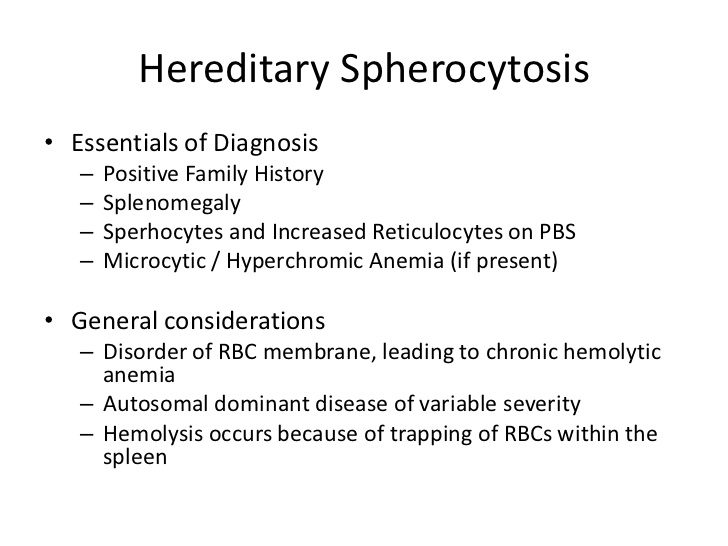 Hereditary Spherocytosis
• Essentials of Diagnosis
– Positive Family History
– Splenomegaly
– Sperhocytes and Increased Reticulocytes on PBS
– Microcytic / Hyperchromic Anemia (if present)
• General considerations
– Disorder of RBC membrane, leading to chronic hemolytic
anemia
– Autosomal dominant disease of variable severity
– Hemolysis occurs because of trapping of RBCs within the
spleen